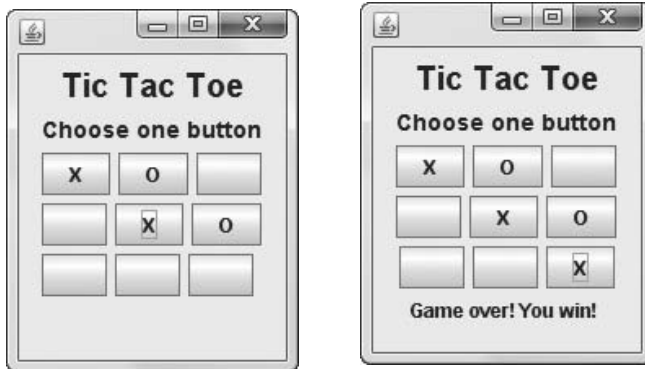 Tic Tac Toe
Choose one button
X O
X O
Tic Tac Toe
Choose one button
X O
X O
X
Game over! You win!